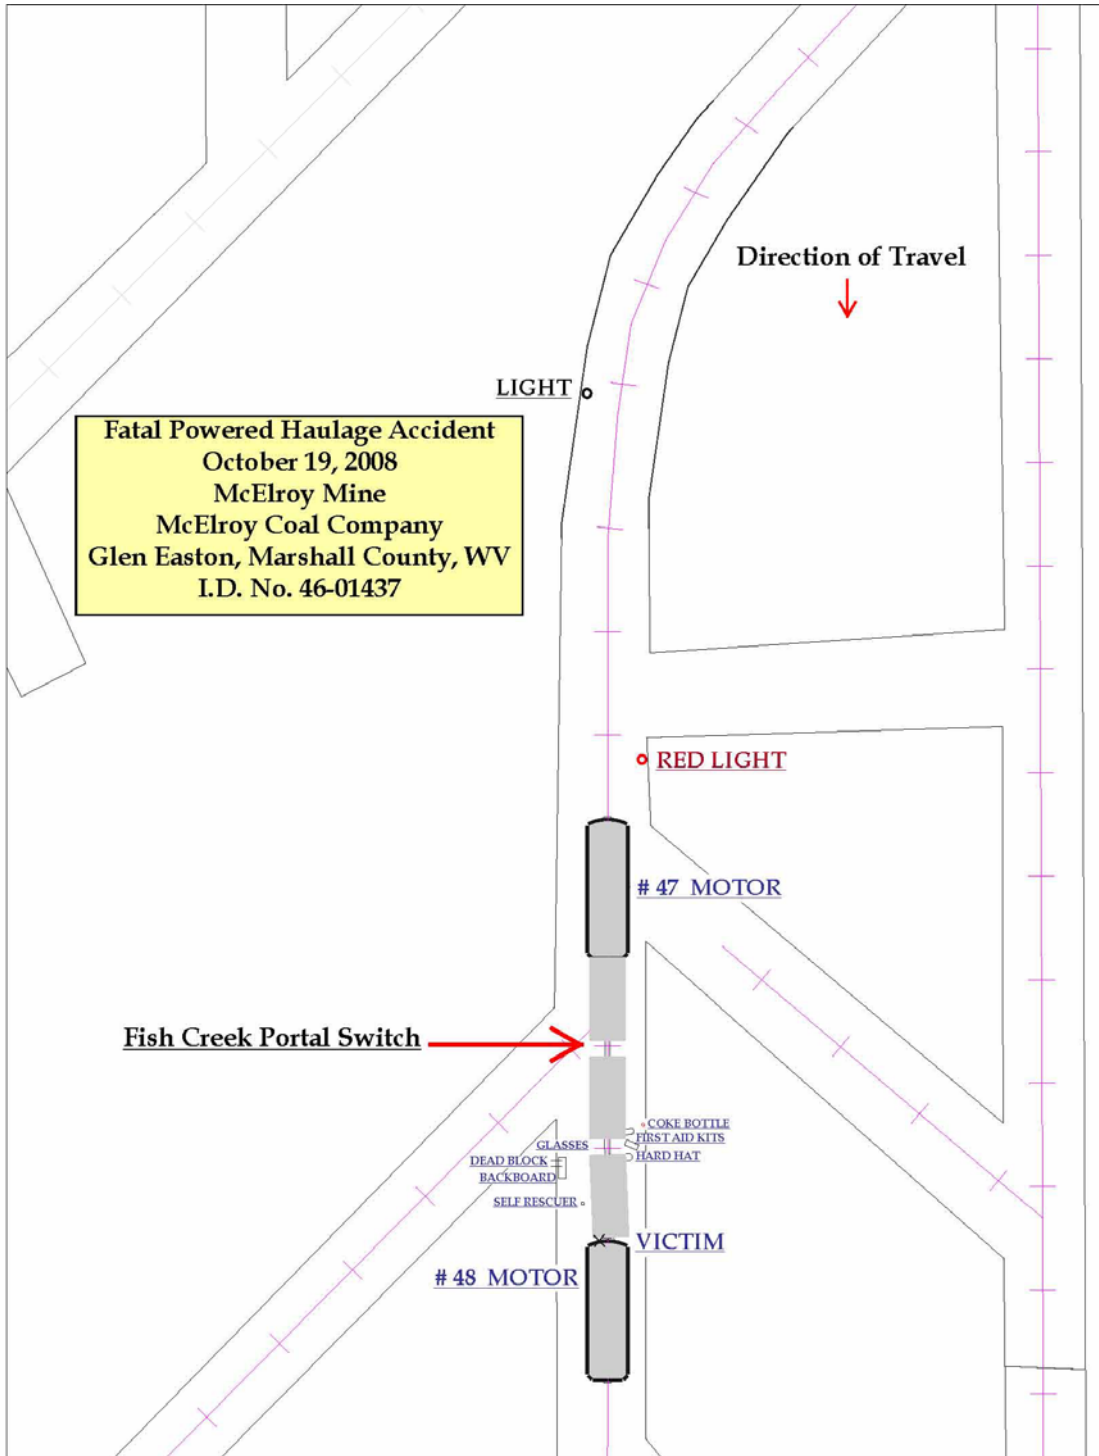 Direction of Travel
LIGHT
Fatal Powered Haulage Accident
October 19, 2008
McElroy Mine
McElroy Coal Company
Glen Easton, Marshall County, WV
I.D. No. 46-01437
RED LIGHT
# 47 MOTOR
Fish Creek Portal Switch
COKE BOTTLE
FIRST AID KITS
GLASSES
HARD HAT
DEAD BLOCK
BACKBOARD
SELF RESCUER
VICTIM
# 48 MOTOR